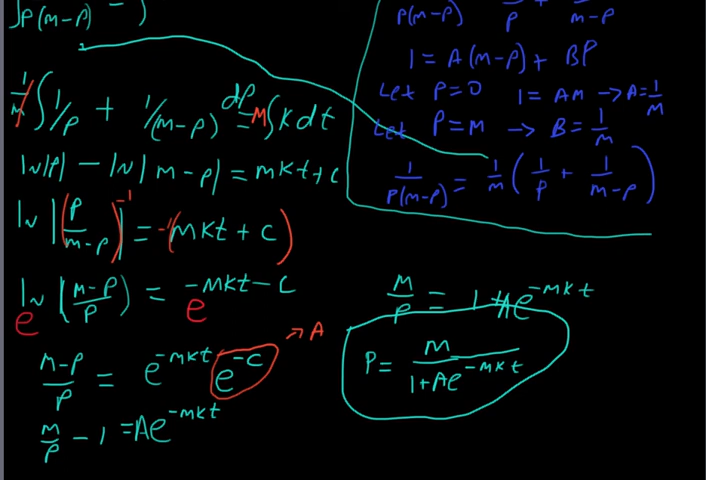 ∫P(m-P)
P(m-P)   P + m-P
1 = A(m-P) + BP
Let P=0   1 = AM → A=1/M
Let P=M → B=1/m
1/P(M-P) = 1/M (1/P + 1/(M-P))
1/M ∫ 1/P + 1/(M-P) dP = M∫k dt
ln|P| - ln|M-P| = Mkt+C
ln|(P/M-P)|^-1 = -(Mkt + C)
ln|(M-P/P)| = -Mkt-C
e   e
M-P/P = e^-Mkt e^-C → A
M/P - 1 = Ae^-Mkt
M/P = 1+Ae^-Mkt
P = M/1+Ae^-Mkt